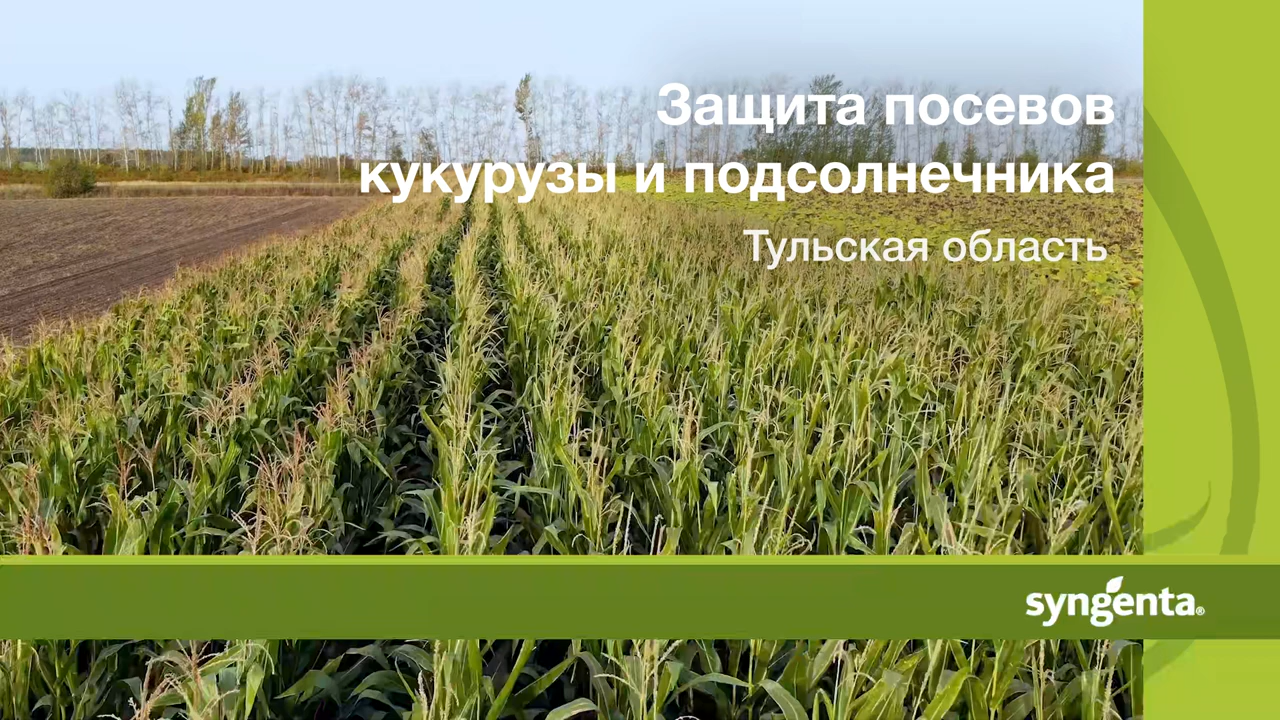 Защита посевов
кукурузы и подсолнечника
Тульская область
syngenta®